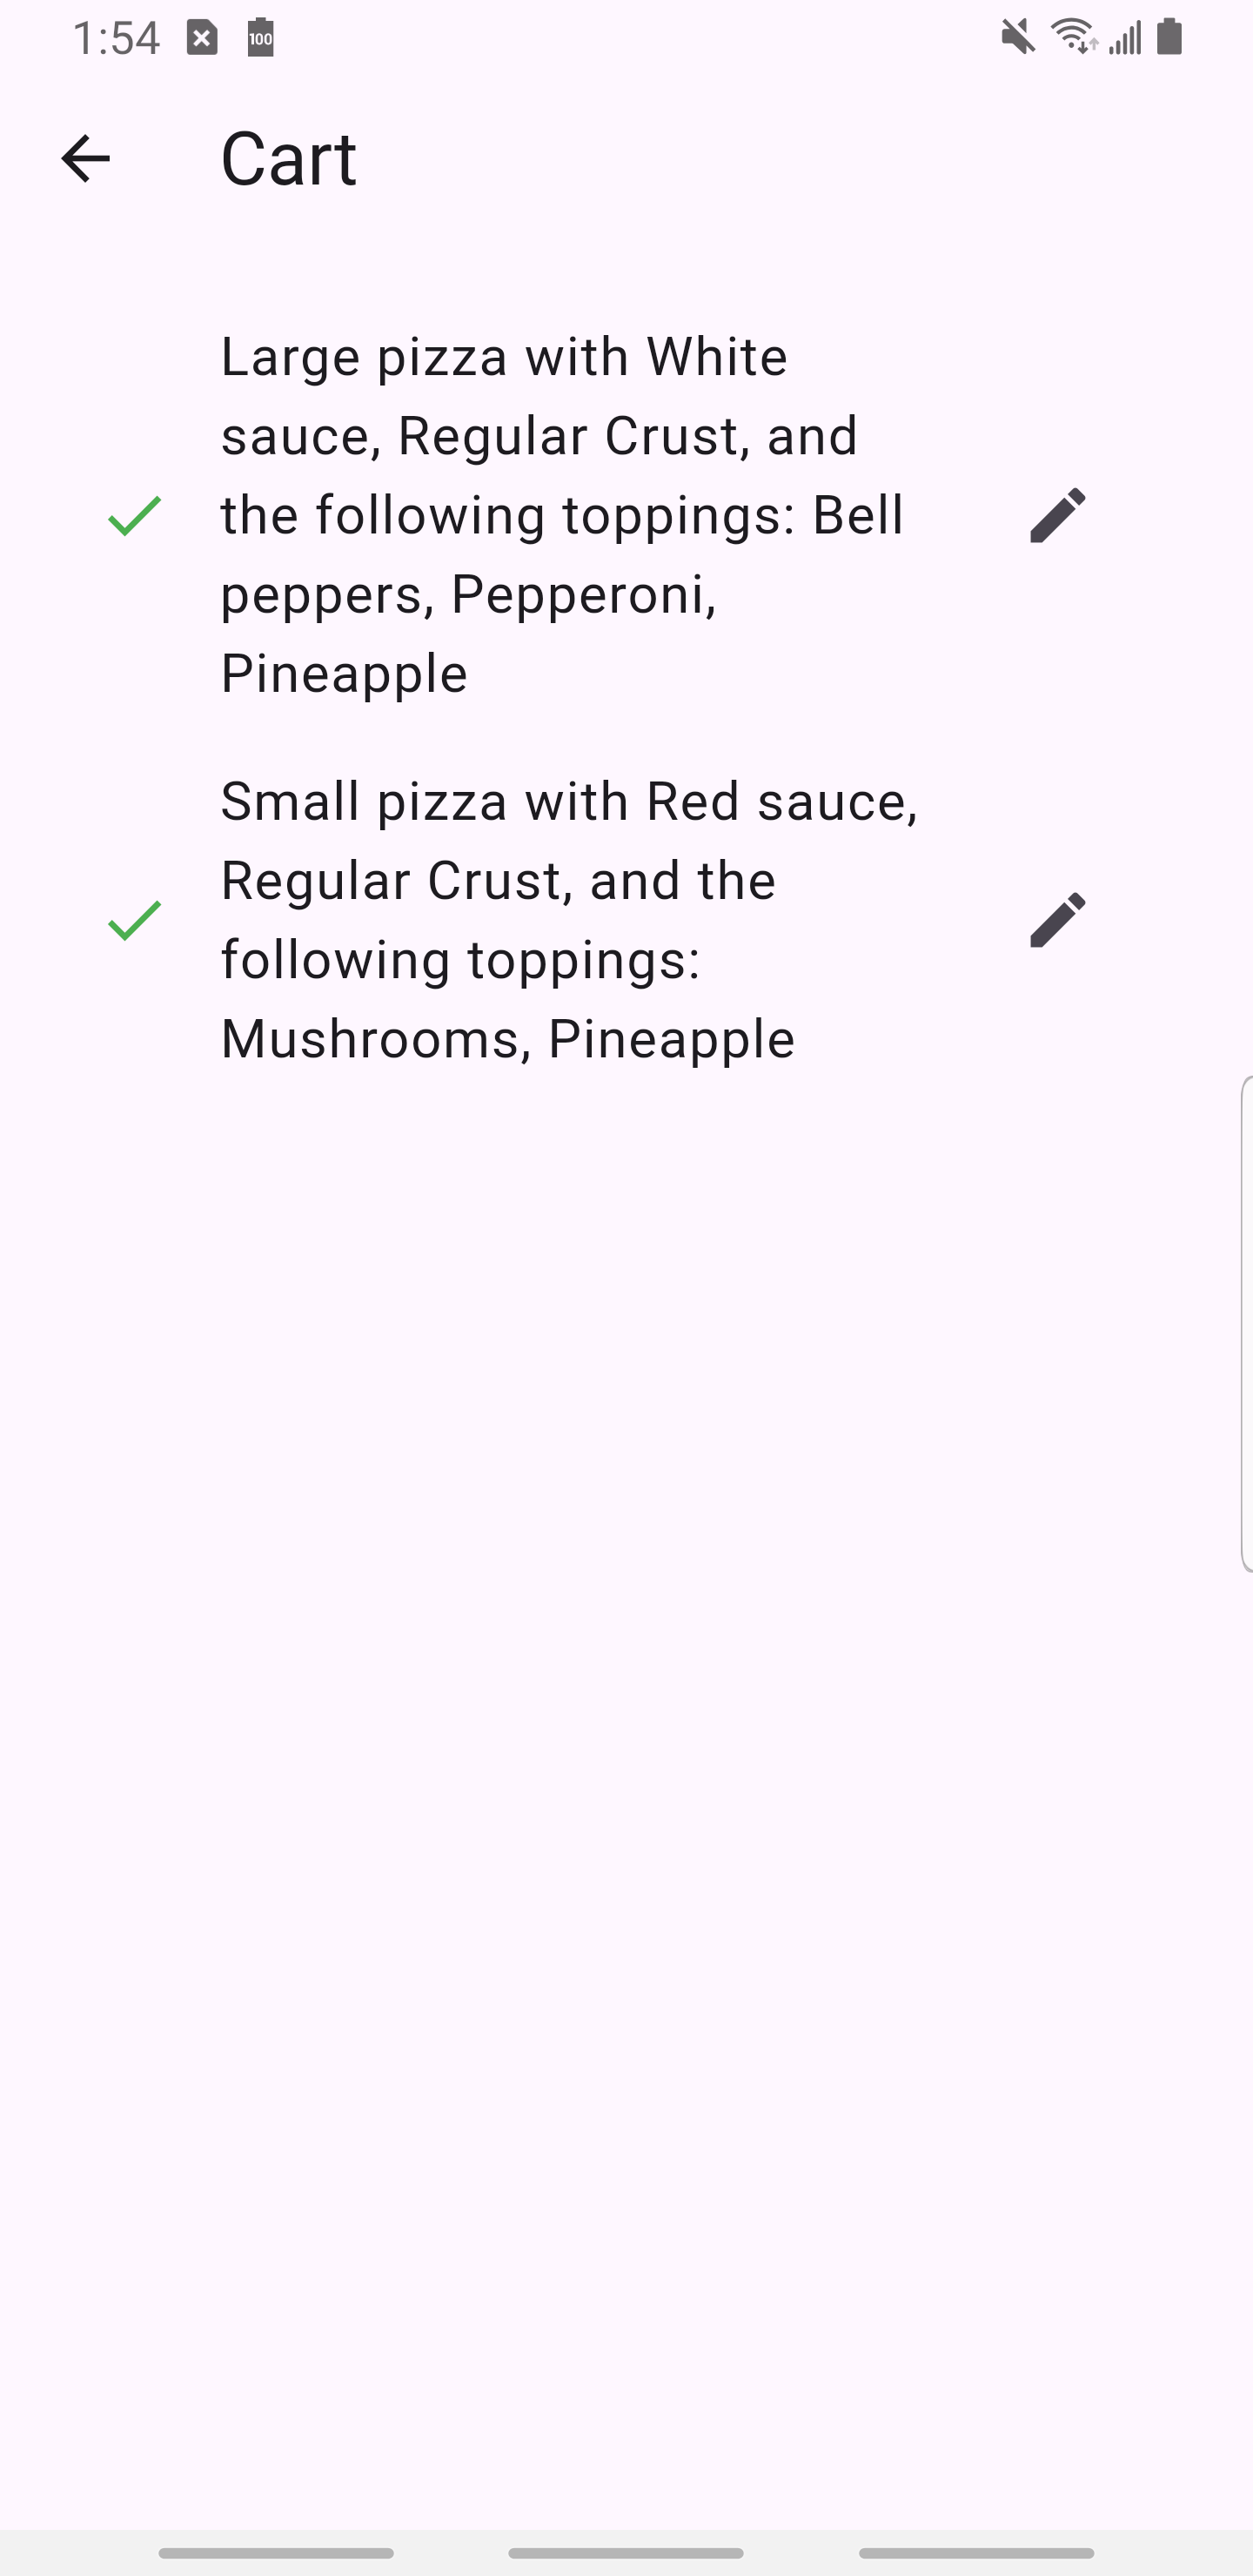 1:54
100
Cart
Large pizza with White
sauce, Regular Crust, and
the following toppings: Bell
peppers, Pepperoni,
Pineapple
Small pizza with Red sauce,
Regular Crust, and the
following toppings:
Mushrooms, Pineapple